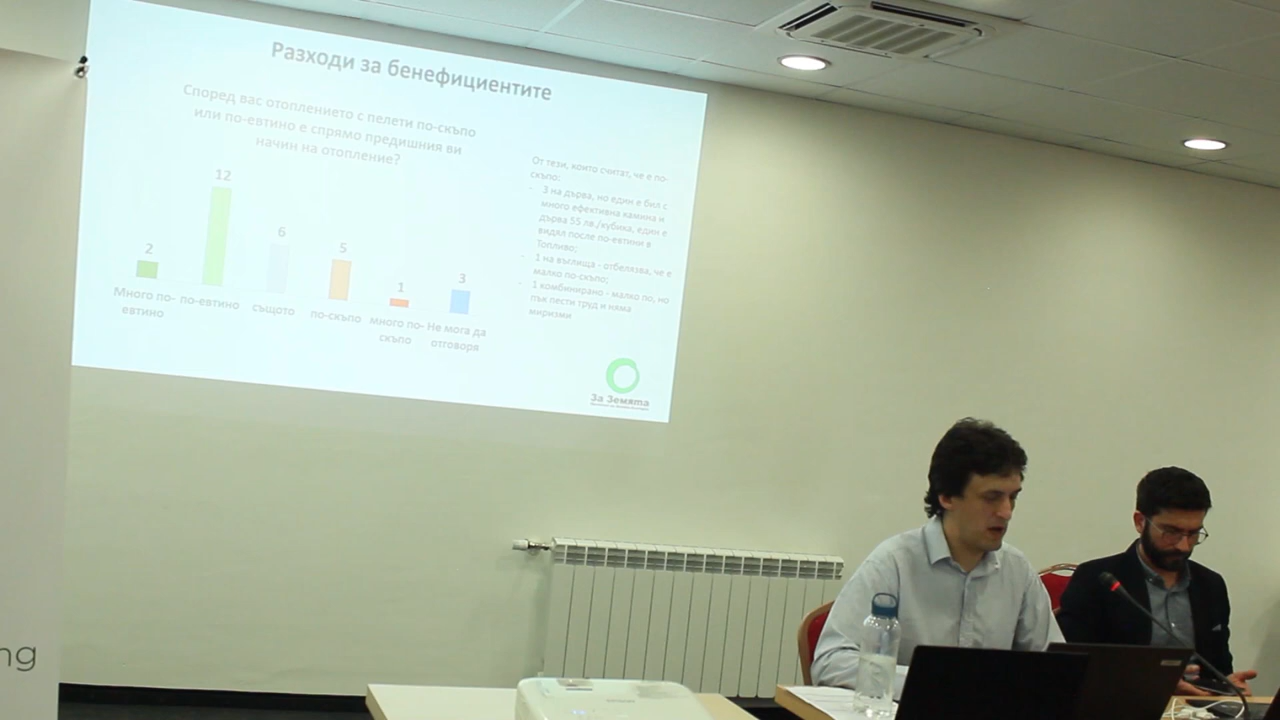 Разходи за бенефициентите
Според вас отоплението с пелети по-скъпо
или по-евтино е спрямо предишния ви
начин на отопление?
2
12
6
5
1
3
Много по-
евтино
по-евтино
същото
по-скъпо
много по-
скъпо
Не мога да
отговоря
От тези, които считат, че е по-
скъпо:
- 3 на дърва, но един е бил с
много ефективна камина и
дърва 55 лв./кубика, един е
видял после по-евтини в
Топливо;
- 1 на въглища - отбелязва, че е
малко по-скъпо;
- 1 комбинирано - малко по, но
пък пести труд и няма
миризми
За Земята
ng